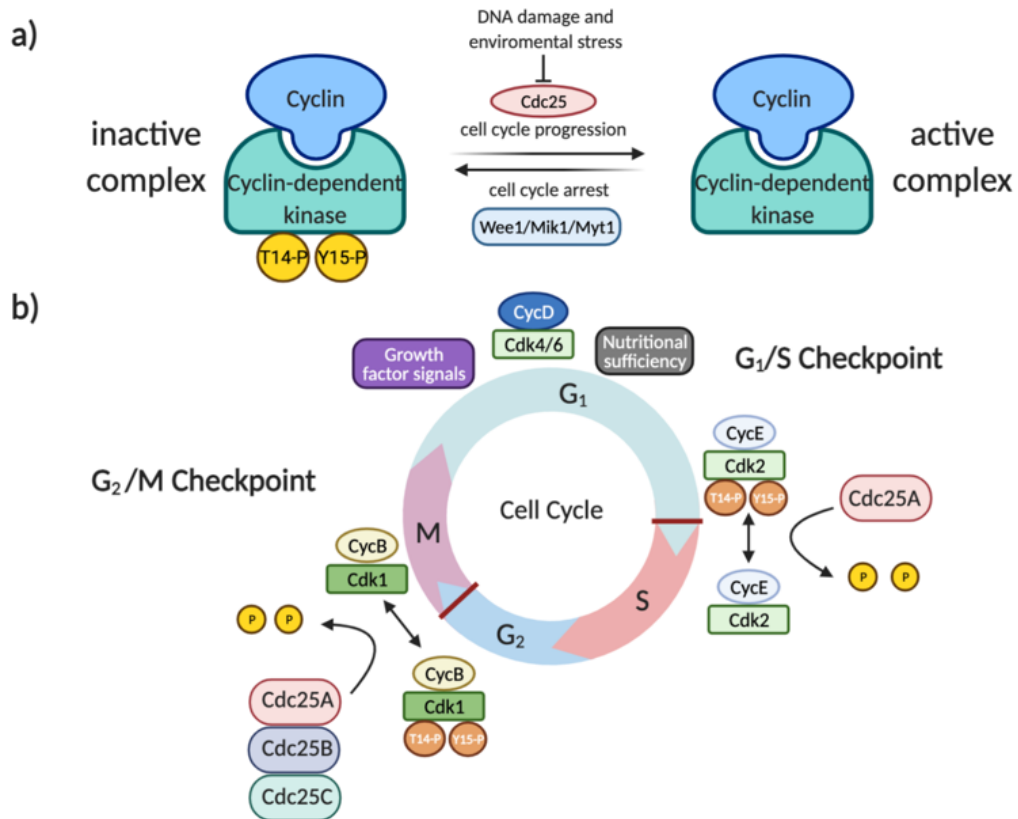 a)
DNA damage and
enviromental stress
Cdc25
cell cycle progression
cell cycle arrest
Wee1/Mik1/Myt1
inactive
complex
Cyclin
Cyclin-dependent
kinase
T14-P Y15-P
Cyclin
Cyclin-dependent
kinase
active
complex
b)
CycD
Cdk4/6
Growth
factor signals
Nutritional
sufficiency
G₁/S Checkpoint
G₁
CycE
Cdk2
T14-P Y15-P
Cdc25A
P P
CycE
Cdk2
G₂/M Checkpoint
Cell Cycle
M
S
G₂
CycB
Cdk1
P P
CycB
Cdk1
T14-P Y15-P
Cdc25A
Cdc25B
Cdc25C